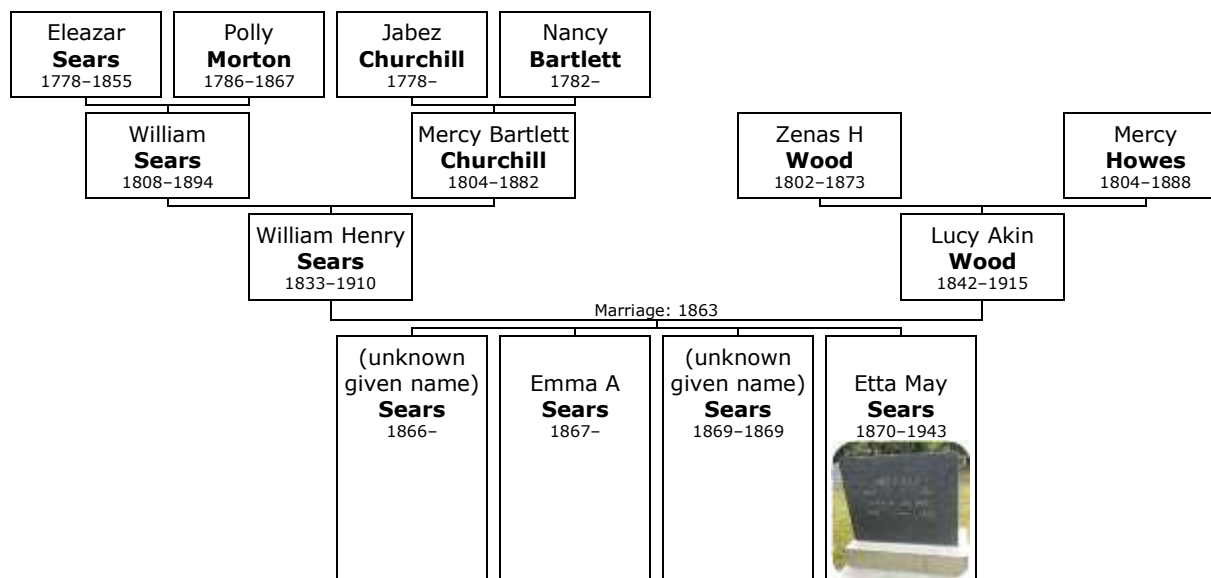 Eleazar
Sears
1778–1855
Polly
Morton
1786–1867
Jabez
Churchill
1778–
Nancy
Bartlett
1782–
William
Sears
1808–1894
Mercy Bartlett
Churchill
1804–1882
Zenas H
Wood
1802–1873
Mercy
Howes
1804–1888
William Henry
Sears
1833–1910
Lucy Akin
Wood
1842–1915
Marriage: 1863
(unknown
given name)
Sears
1866–
Emma A
Sears
1867–
(unknown
given name)
Sears
1869–1869
Etta May
Sears
1870–1943